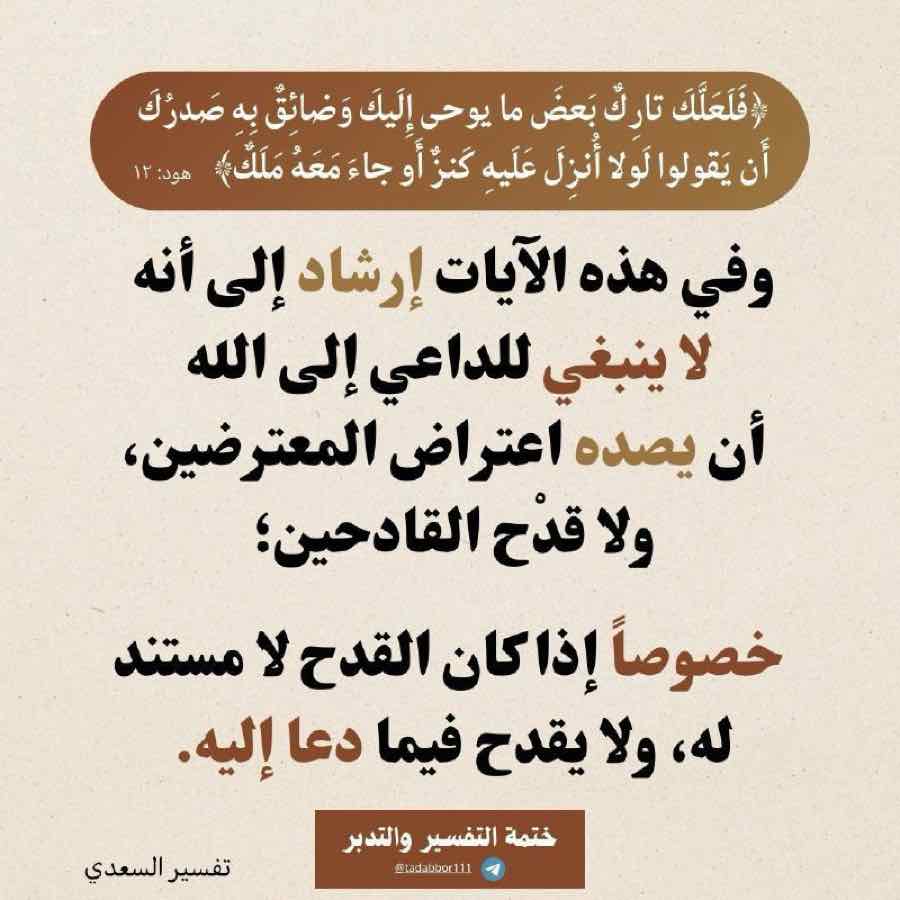 ﴿فَلَعَلَّكَ تارِكٌ بَعضَ ما يوحى إِلَيكَ وَضائِقٌ بِهِ صَدرُكَ
أَن يَقولوا لَولا أُنزِلَ عَلَيهِ كَنزٌ أَو جاءَ مَعَهُ مَلَكٌ﴾ هود: ١٢
وفي هذه الآيات إرشاد إلى أنه
لا ينبغي للداعي إلى الله
أن يصده اعتراض المعترضين،
ولا قدْح القادحين؛
خصوصاً إذا كان القدح لا مستند
له، ولا يقدح فيما دعا إليه.
ختمة التفسير والتدبر
@tadabbor111
تفسير السعدي